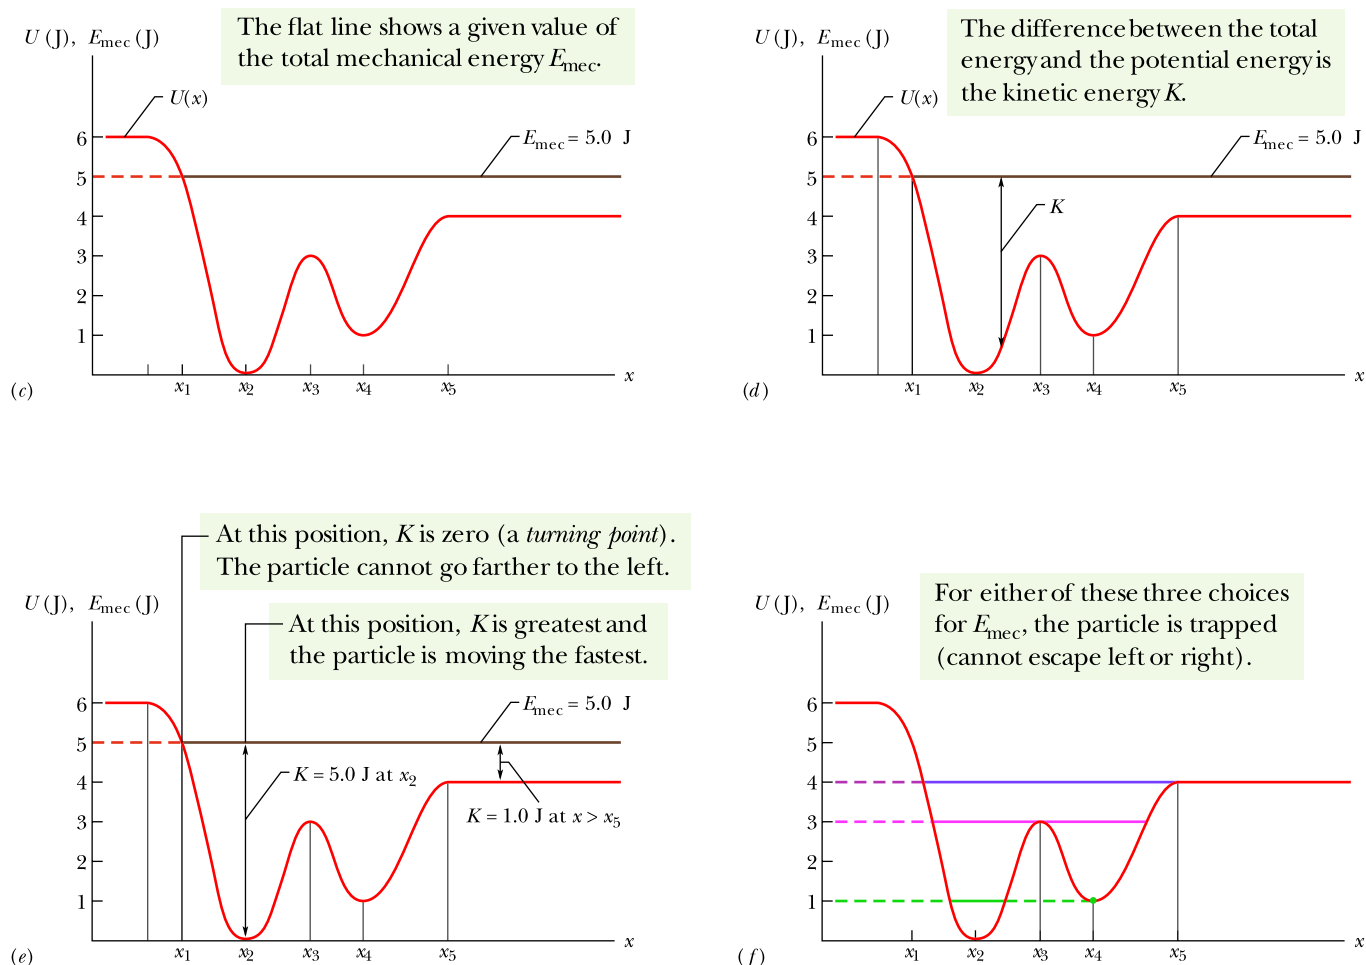 U (J), Emec (J)
The flat line shows a given value of
the total mechanical energy Emec.
U(x)
Emec = 5.0 J
6
5
4
3
2
1
x1 x2 x3 x4 x5 x
(c)
U (J), Emec (J)
The difference between the total
energy and the potential energy is
the kinetic energy K.
U(x)
Emec = 5.0 J
K
6
5
4
3
2
1
x1 x2 x3 x4 x5 x
(d)
At this position, K is zero (a turning point).
The particle cannot go farther to the left.
At this position, K is greatest and
the particle is moving the fastest.
U (J), Emec (J)
Emec = 5.0 J
K = 5.0 J at x2
K = 1.0 J at x > x5
6
5
4
3
2
1
x1 x2 x3 x4 x5 x
(e)
For either of these three choices
for Emec, the particle is trapped
(cannot escape left or right).
U (J), Emec (J)
6
5
4
3
2
1
x1 x2 x3 x4 x5 x
(f)